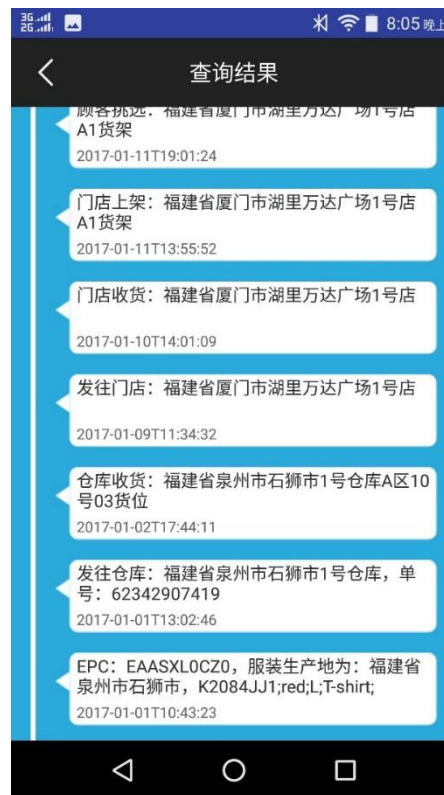 3G
2G
8:05 晚上
查询结果
顾客挑选：福建省厦门市湖里万达广场1号店
A1货架
2017-01-11T19:01:24
门店上架：福建省厦门市湖里万达广场1号店
A1货架
2017-01-11T13:55:52
门店收货：福建省厦门市湖里万达广场1号店
2017-01-10T14:01:09
发往门店：福建省厦门市湖里万达广场1号店
2017-01-09T11:34:32
仓库收货：福建省泉州市石狮市1号仓库A区10
号03货位
2017-01-02T17:44:11
发往仓库：福建省泉州市石狮市1号仓库，单
号：62342907419
2017-01-01T13:02:46
EPC：EAASXL0CZ0，服装生产地为：福建省
泉州市石狮市，K2084JJ1;red;L;T-shirt;
2017-01-01T10:43:23